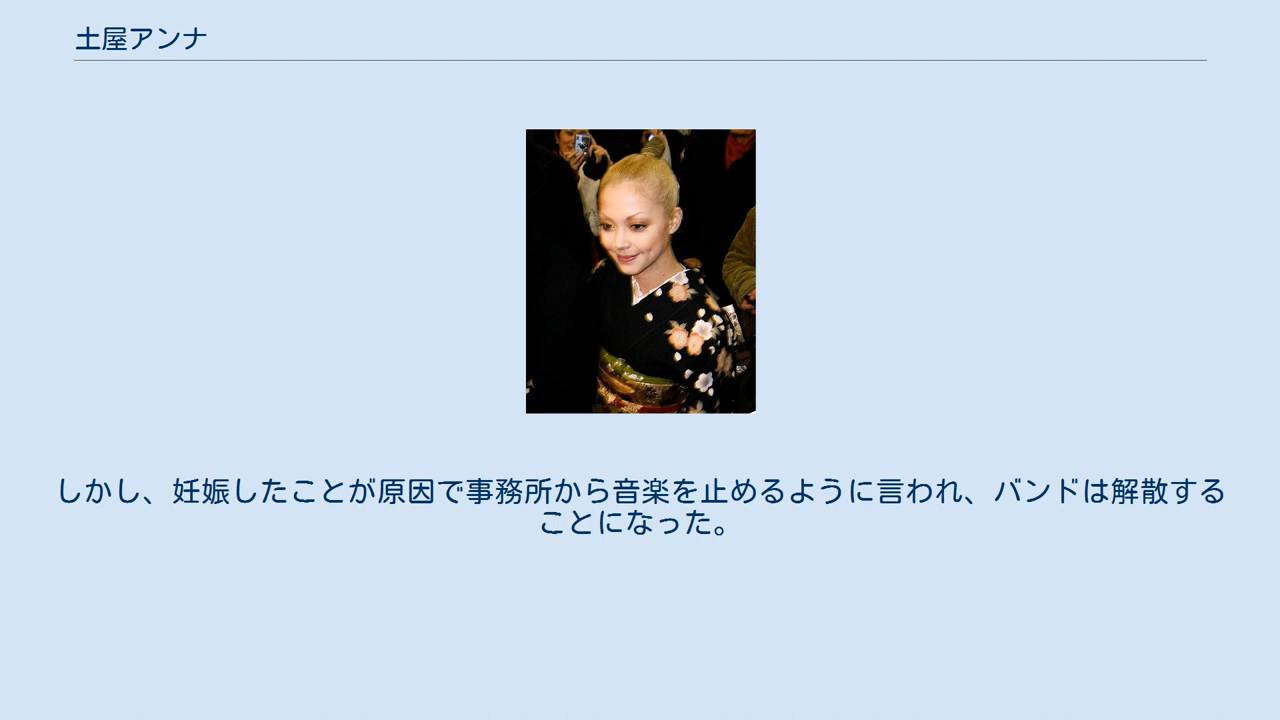 土屋アンナ
しかし、妊娠したことが原因で事務所から音楽を止めるように言われ、バンドは解散する
ことになった。